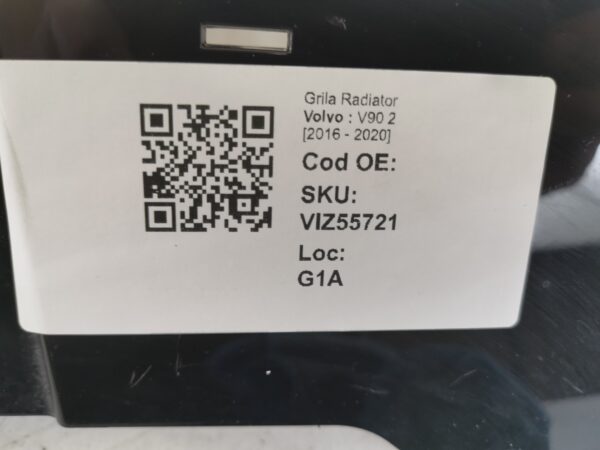 Grila Radiator
Volvo : V90 2
[2016 - 2020]
Cod OE:
SKU:
VIZ55721
Loc:
G1A